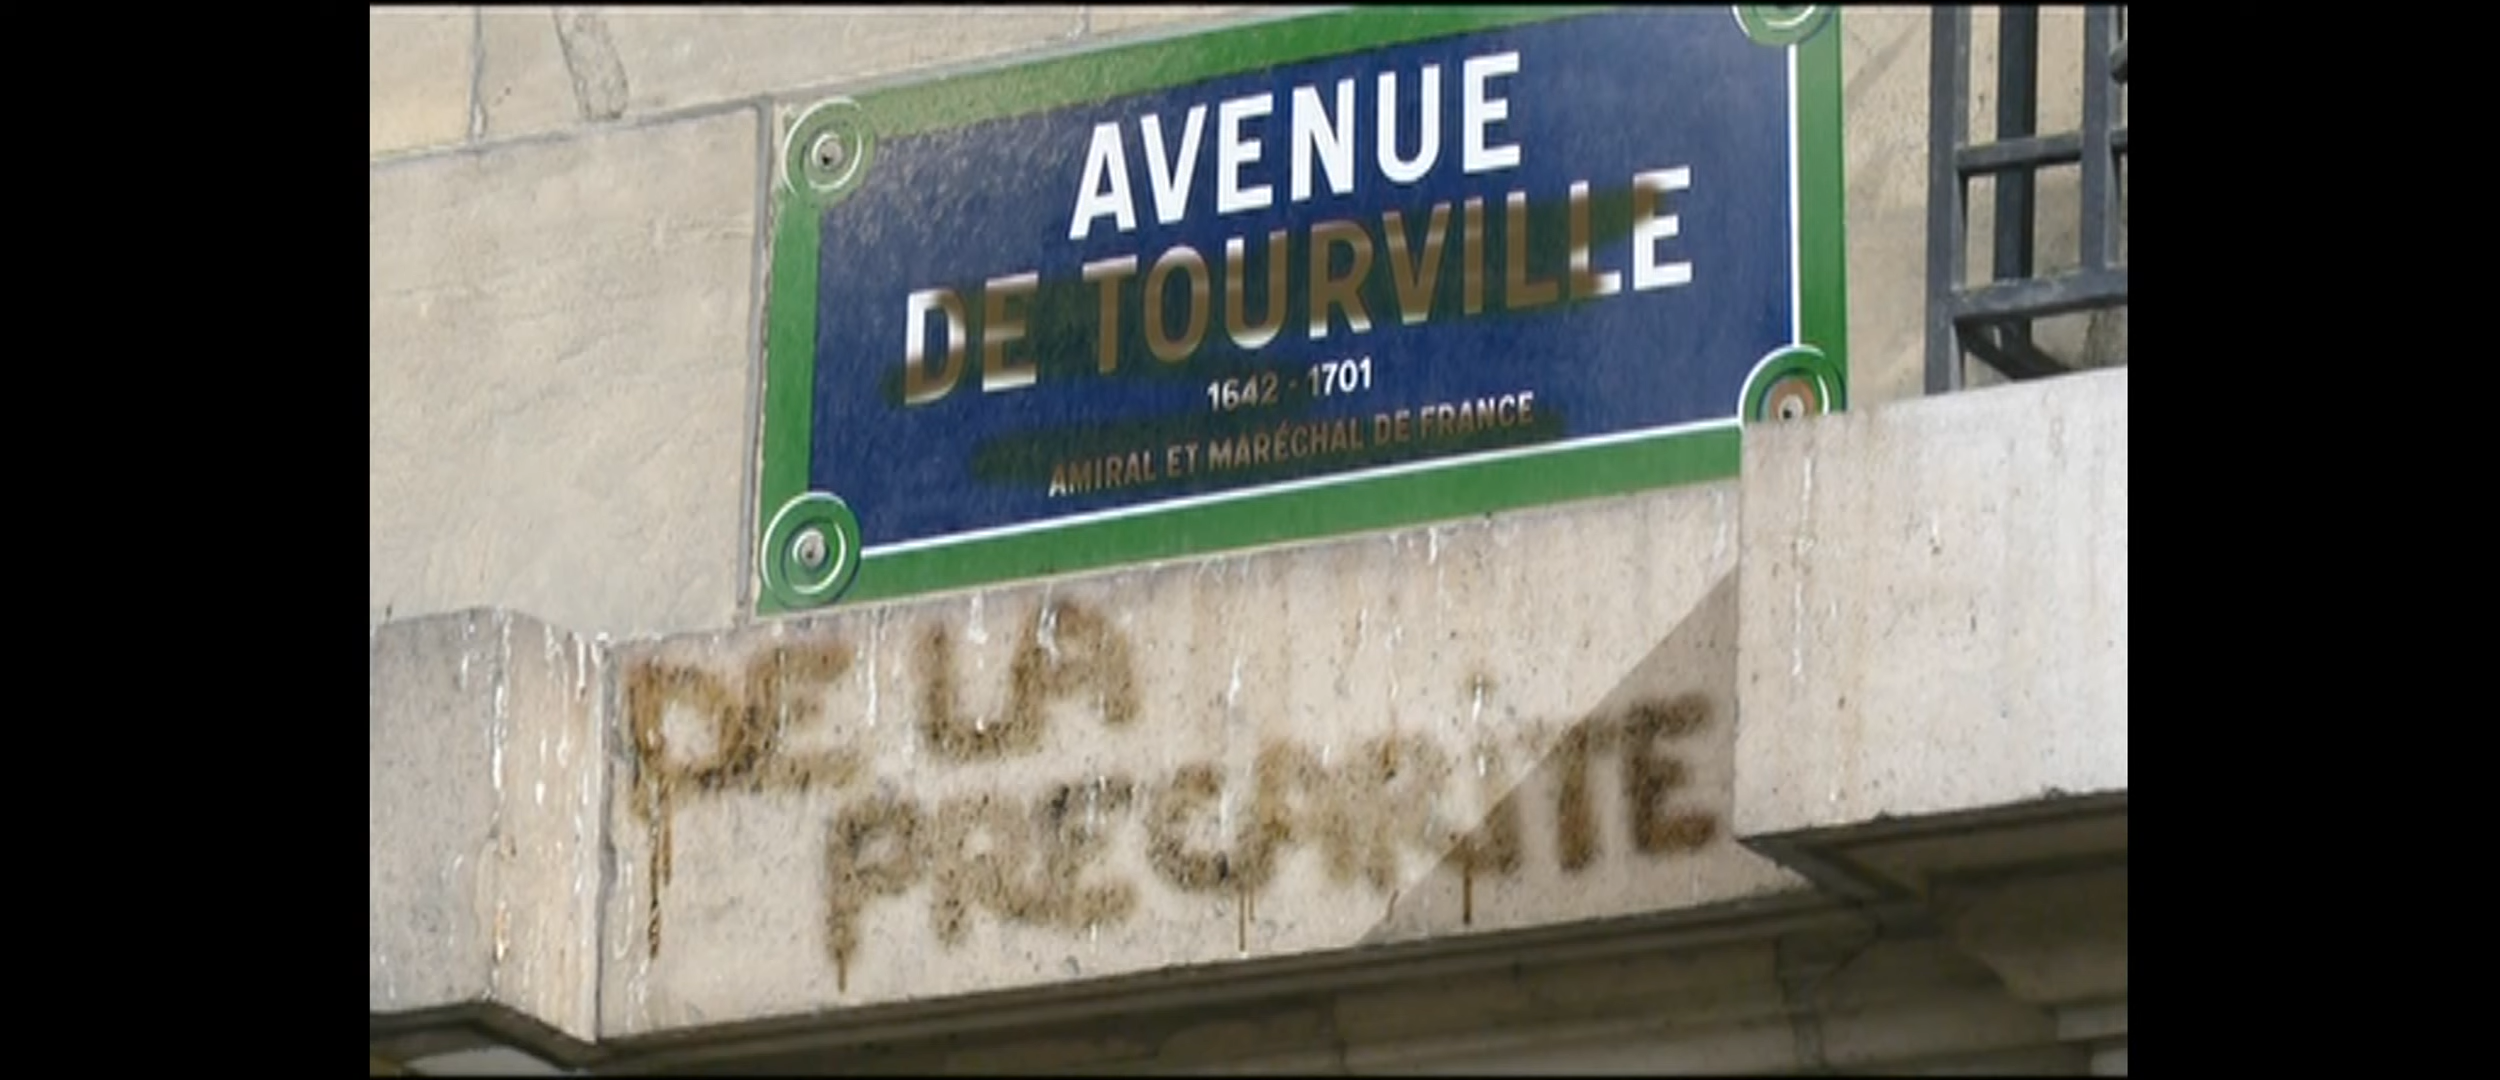 AVENUE
DE TOURVILLE
1642 - 1701
AMIRAL ET MARÉCHAL DE FRANCE
DE LA
PRECARITE